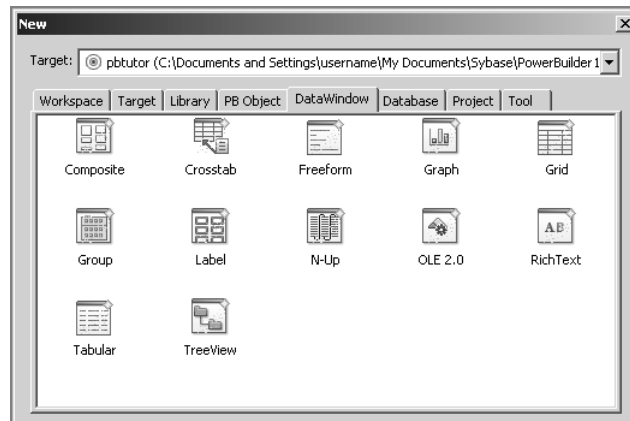 New
Target: pbtutor (C:\Documents and Settings\username\My Documents\Sybase\PowerBuilder 1
Workspace Target Library PB Object DataWindow Database Project Tool
Composite Crosstab Freeform Graph Grid
Group Label N-Up OLE 2.0 RichText
Tabular TreeView